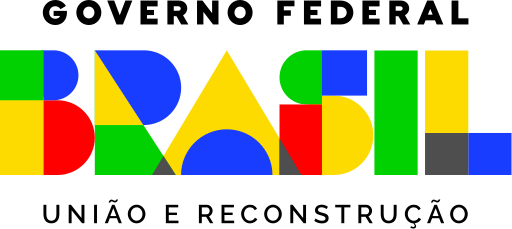 GOVERNO FEDERAL
BRASIL
UNIÃO E RECONSTRUÇÃO